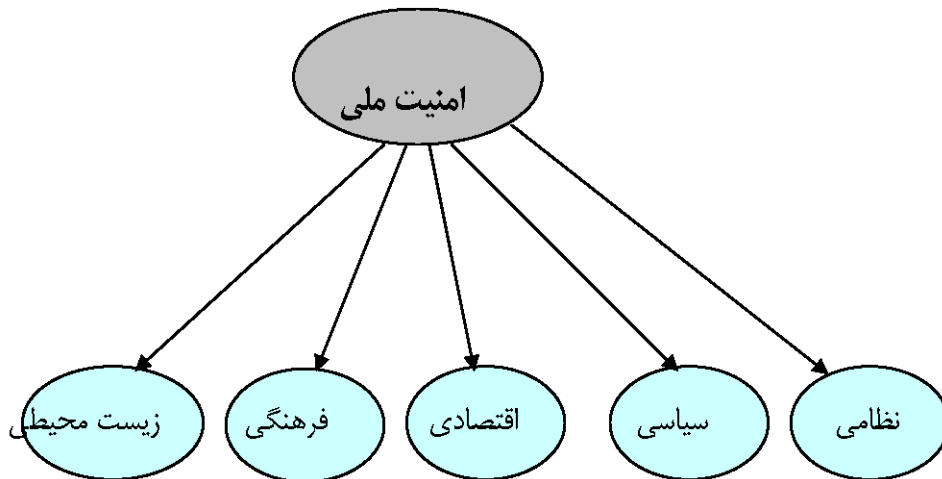 امنیت ملی
نظامی
سیاسی
اقتصادی
فرهنگی
زیست محیطی